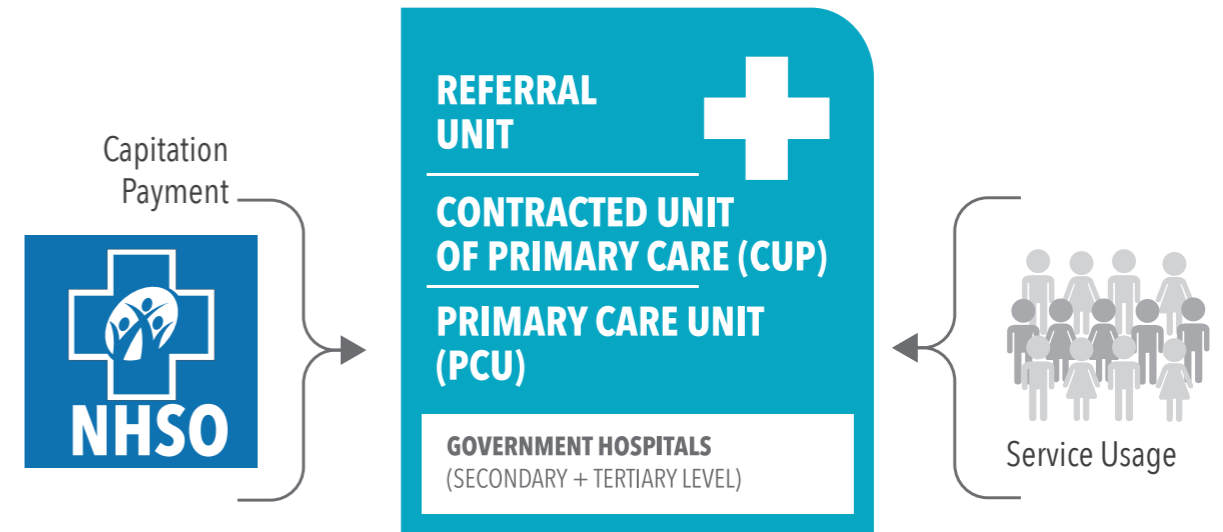 Capitation
Payment
NHSO
REFERRAL
UNIT
CONTRACTED UNIT
OF PRIMARY CARE (CUP)
PRIMARY CARE UNIT
(PCU)
GOVERNMENT HOSPITALS
(SECONDARY + TERTIARY LEVEL)
Service Usage